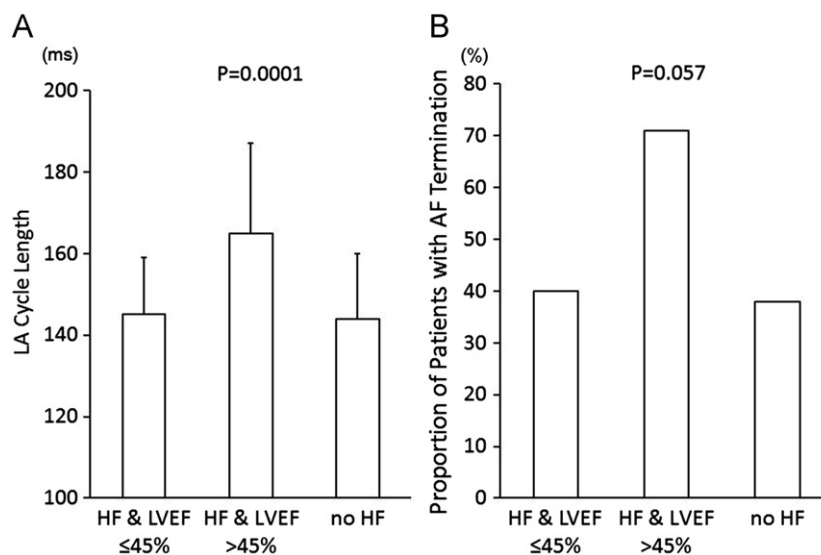 A
(ms)
P=0.0001
LA Cycle Length
200
180
160
140
120
100
HF & LVEF
≤45%
HF & LVEF
>45%
no HF
B
(%)
P=0.057
Proportion of Patients with AF Termination
80
70
60
50
40
30
20
10
0
HF & LVEF
≤45%
HF & LVEF
>45%
no HF